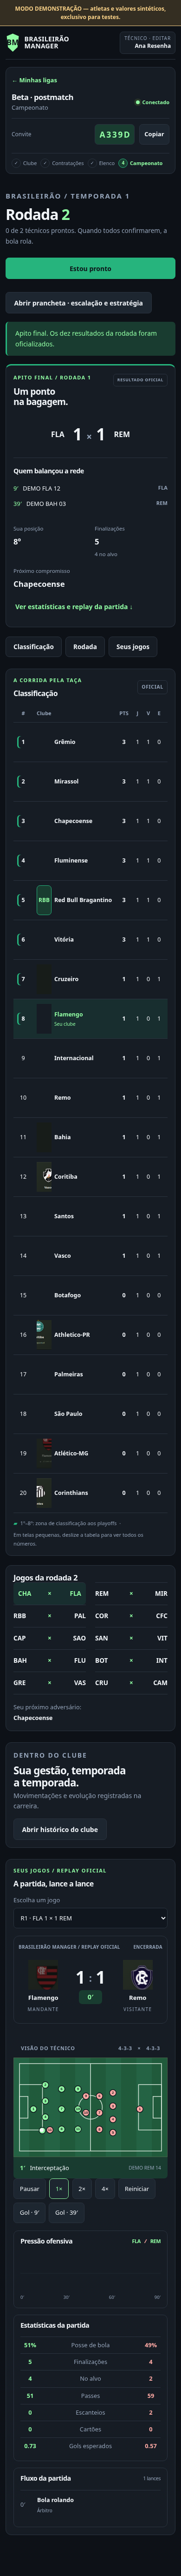 MODO DEMONSTRAÇÃO — atletas e valores sintéticos,
exclusivo para testes.
BM
BRASILEIRÃO
MANAGER
TÉCNICO · EDITAR
Ana Resenha
← Minhas ligas
Beta · postmatch
Campeonato
Conectado
Convite
A339D
Copiar
✓ Clube
✓ Contratações
✓ Elenco
4 Campeonato
BRASILEIRÃO / TEMPORADA 1
Rodada 2
0 de 2 técnicos prontos. Quando todos confirmarem, a
bola rola.
Estou pronto
Abrir prancheta · escalação e estratégia
Apito final. Os dez resultados da rodada foram
oficializados.
APITO FINAL / RODADA 1
RESULTADO OFICIAL
Um ponto
na bagagem.
FLA 1 × 1 REM
Quem balançou a rede
9' DEMO FLA 12 FLA
39' DEMO BAH 03 REM
Sua posição
8º
Finalizações
5
4 no alvo
Próximo compromisso
Chapecoense
Ver estatísticas e replay da partida ↓
Classificação
Rodada
Seus jogos
A CORRIDA PELA TAÇA
Classificação
OFICIAL
# Clube PTS J V E
1 Grêmio 3 1 1 0
2 Mirassol 3 1 1 0
3 Chapecoense 3 1 1 0
4 Fluminense 3 1 1 0
5 RBB Red Bull Bragantino 3 1 1 0
6 Vitória 3 1 1 0
7 Cruzeiro 1 1 0 1
8 Flamengo 1 1 0 1
Seu clube
9 Internacional 1 1 0 1
10 Remo 1 1 0 1
11 Bahia 1 1 0 1
12 Coritiba 1 1 0 1
13 Santos 1 1 0 1
14 Vasco 1 1 0 1
15 Botafogo 0 1 0 0
16 Athletico-PR 0 1 0 0
17 Palmeiras 0 1 0 0
18 São Paulo 0 1 0 0
19 Atlético-MG 0 1 0 0
20 Corinthians 0 1 0 0
1º–8º: zona de classificação aos playoffs ·
Em telas pequenas, deslize a tabela para ver todos os
números.
Jogos da rodada 2
CHA × FLA
REM × MIR
RBB × PAL
COR × CFC
CAP × SAO
SAN × VIT
BAH × FLU
BOT × INT
GRE × VAS
CRU × CAM
Seu próximo adversário:
Chapecoense
DENTRO DO CLUBE
Sua gestão, temporada
a temporada.
Movimentações e evolução registradas na
carreira.
Abrir histórico do clube
SEUS JOGOS / REPLAY OFICIAL
A partida, lance a lance
Escolha um jogo
R1 · FLA 1 × 1 REM
BRASILEIRÃO MANAGER / REPLAY OFICIAL
ENCERRADA
Flamengo
MANDANTE
1 : 1
0'
Remo
VISITANTE
VISÃO DO TÉCNICO
4-3-3 × 4-3-3
1' Interceptação
DEMO REM 14
Pausar
1×
2×
4×
Reiniciar
Gol · 9'
Gol · 39'
Pressão ofensiva
FLA / REM
0' 30' 60' 90'
Estatísticas da partida
51% Posse de bola 49%
5 Finalizações 4
4 No alvo 2
51 Passes 59
0 Escanteios 2
0 Cartões 0
0.73 Gols esperados 0.57
Fluxo da partida
1 lances
0' Bola rolando
Árbitro